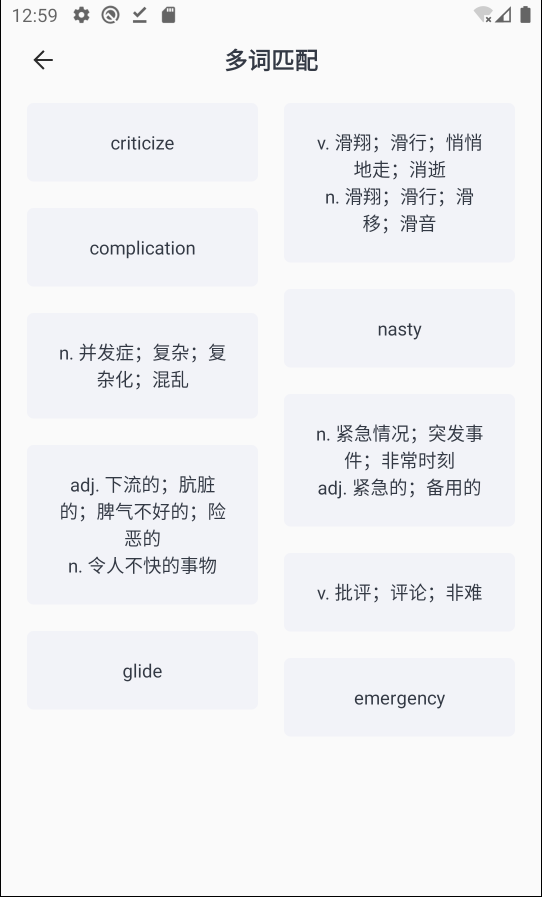 12:59
多词匹配
criticize
complication
n. 并发症；复杂；复
杂化；混乱
adj. 下流的；肮脏
的；脾气不好的；险
恶的
n. 令人不快的事物
glide
v. 滑翔；滑行；悄悄
地走；消逝
n. 滑翔；滑行；滑
移；滑音
nasty
n. 紧急情况；突发事
件；非常时刻
adj. 紧急的；备用的
v. 批评；评论；非难
emergency